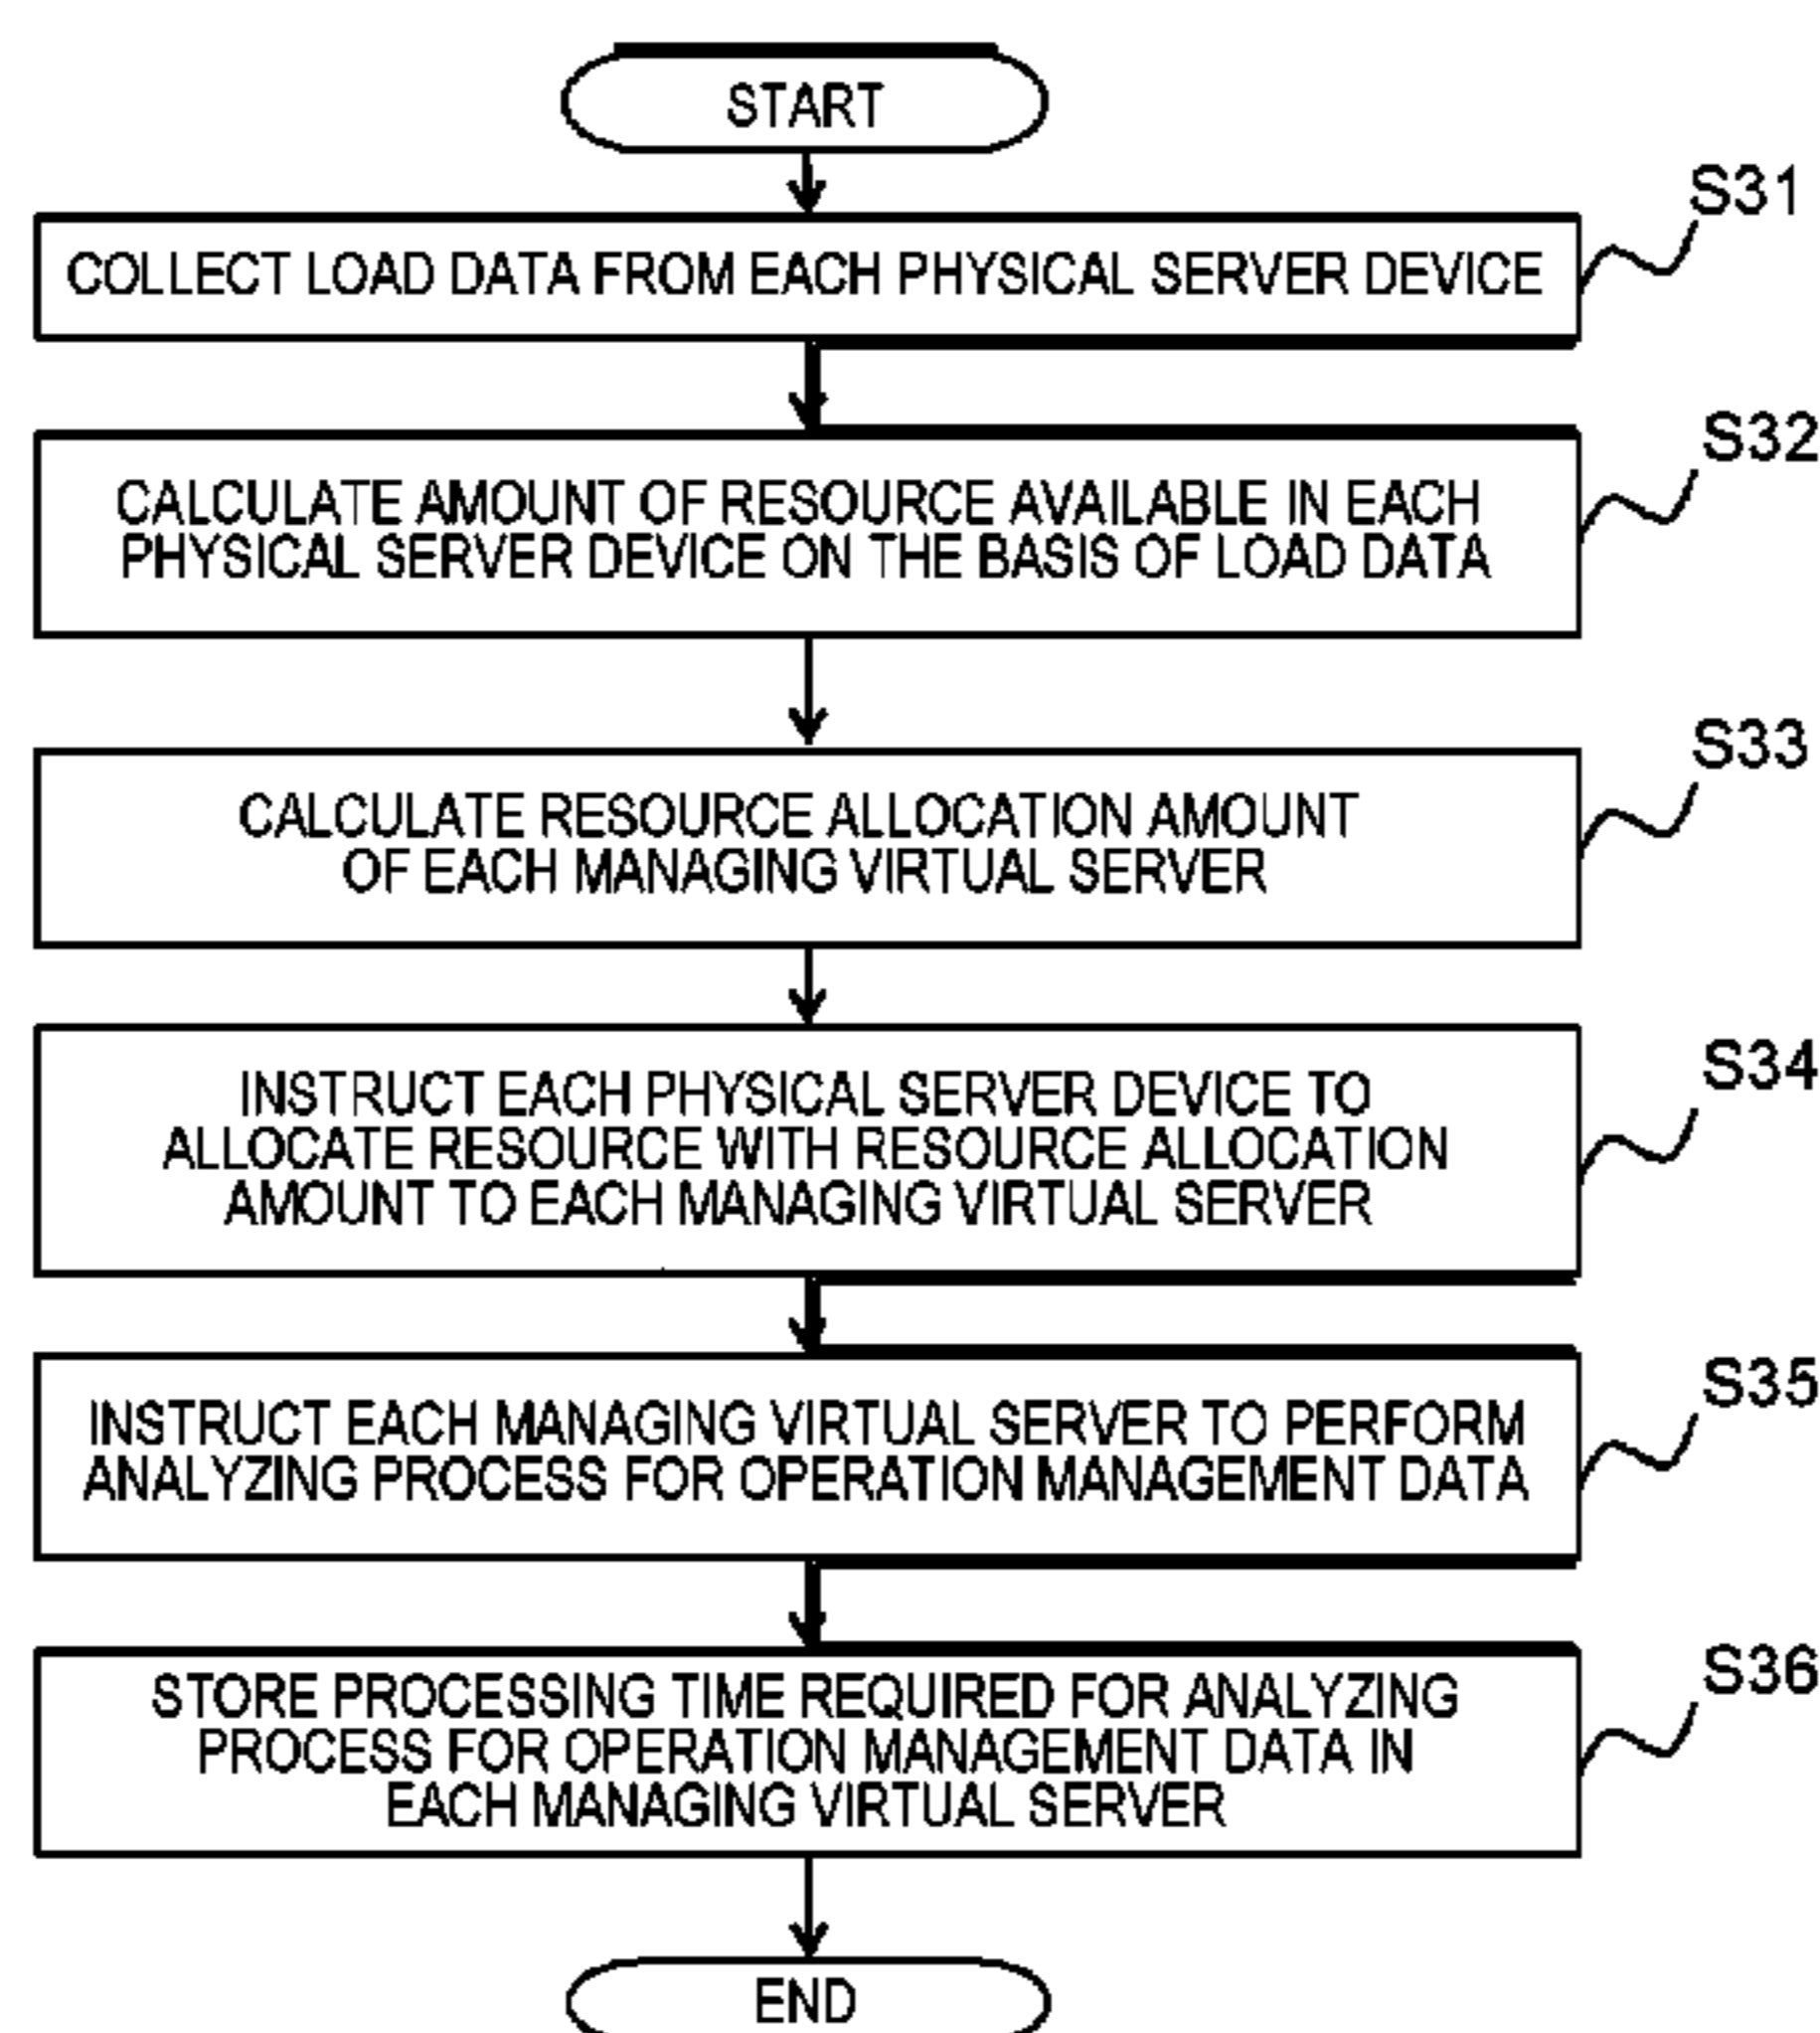 START
S31
COLLECT LOAD DATA FROM EACH PHYSICAL SERVER DEVICE
S32
CALCULATE AMOUNT OF RESOURCE AVAILABLE IN EACH
PHYSICAL SERVER DEVICE ON THE BASIS OF LOAD DATA
S33
CALCULATE RESOURCE ALLOCATION AMOUNT
OF EACH MANAGING VIRTUAL SERVER
S34
INSTRUCT EACH PHYSICAL SERVER DEVICE TO
ALLOCATE RESOURCE WITH RESOURCE ALLOCATION
AMOUNT TO EACH MANAGING VIRTUAL SERVER
S35
INSTRUCT EACH MANAGING VIRTUAL SERVER TO PERFORM
ANALYZING PROCESS FOR OPERATION MANAGEMENT DATA
S36
STORE PROCESSING TIME REQUIRED FOR ANALYZING
PROCESS FOR OPERATION MANAGEMENT DATA IN
EACH MANAGING VIRTUAL SERVER
END